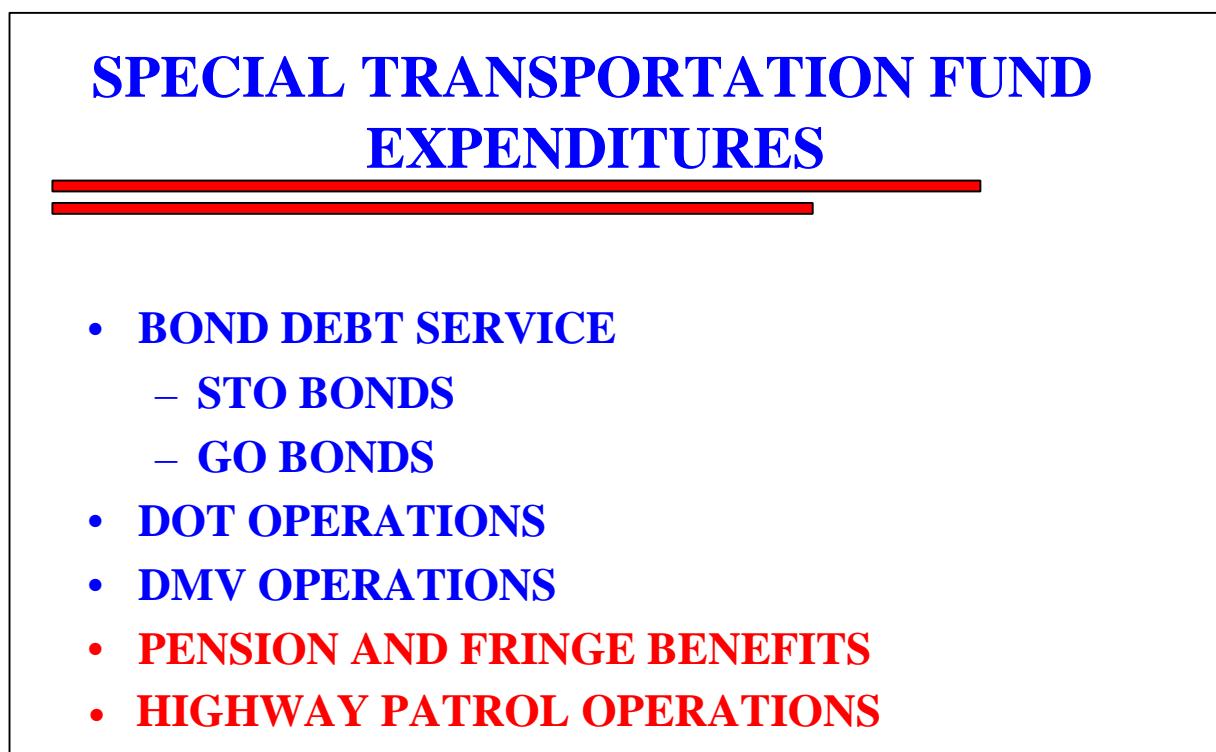 SPECIAL TRANSPORTATION FUND
EXPENDITURES
• BOND DEBT SERVICE
– STO BONDS
– GO BONDS
• DOT OPERATIONS
• DMV OPERATIONS
• PENSION AND FRINGE BENEFITS
• HIGHWAY PATROL OPERATIONS